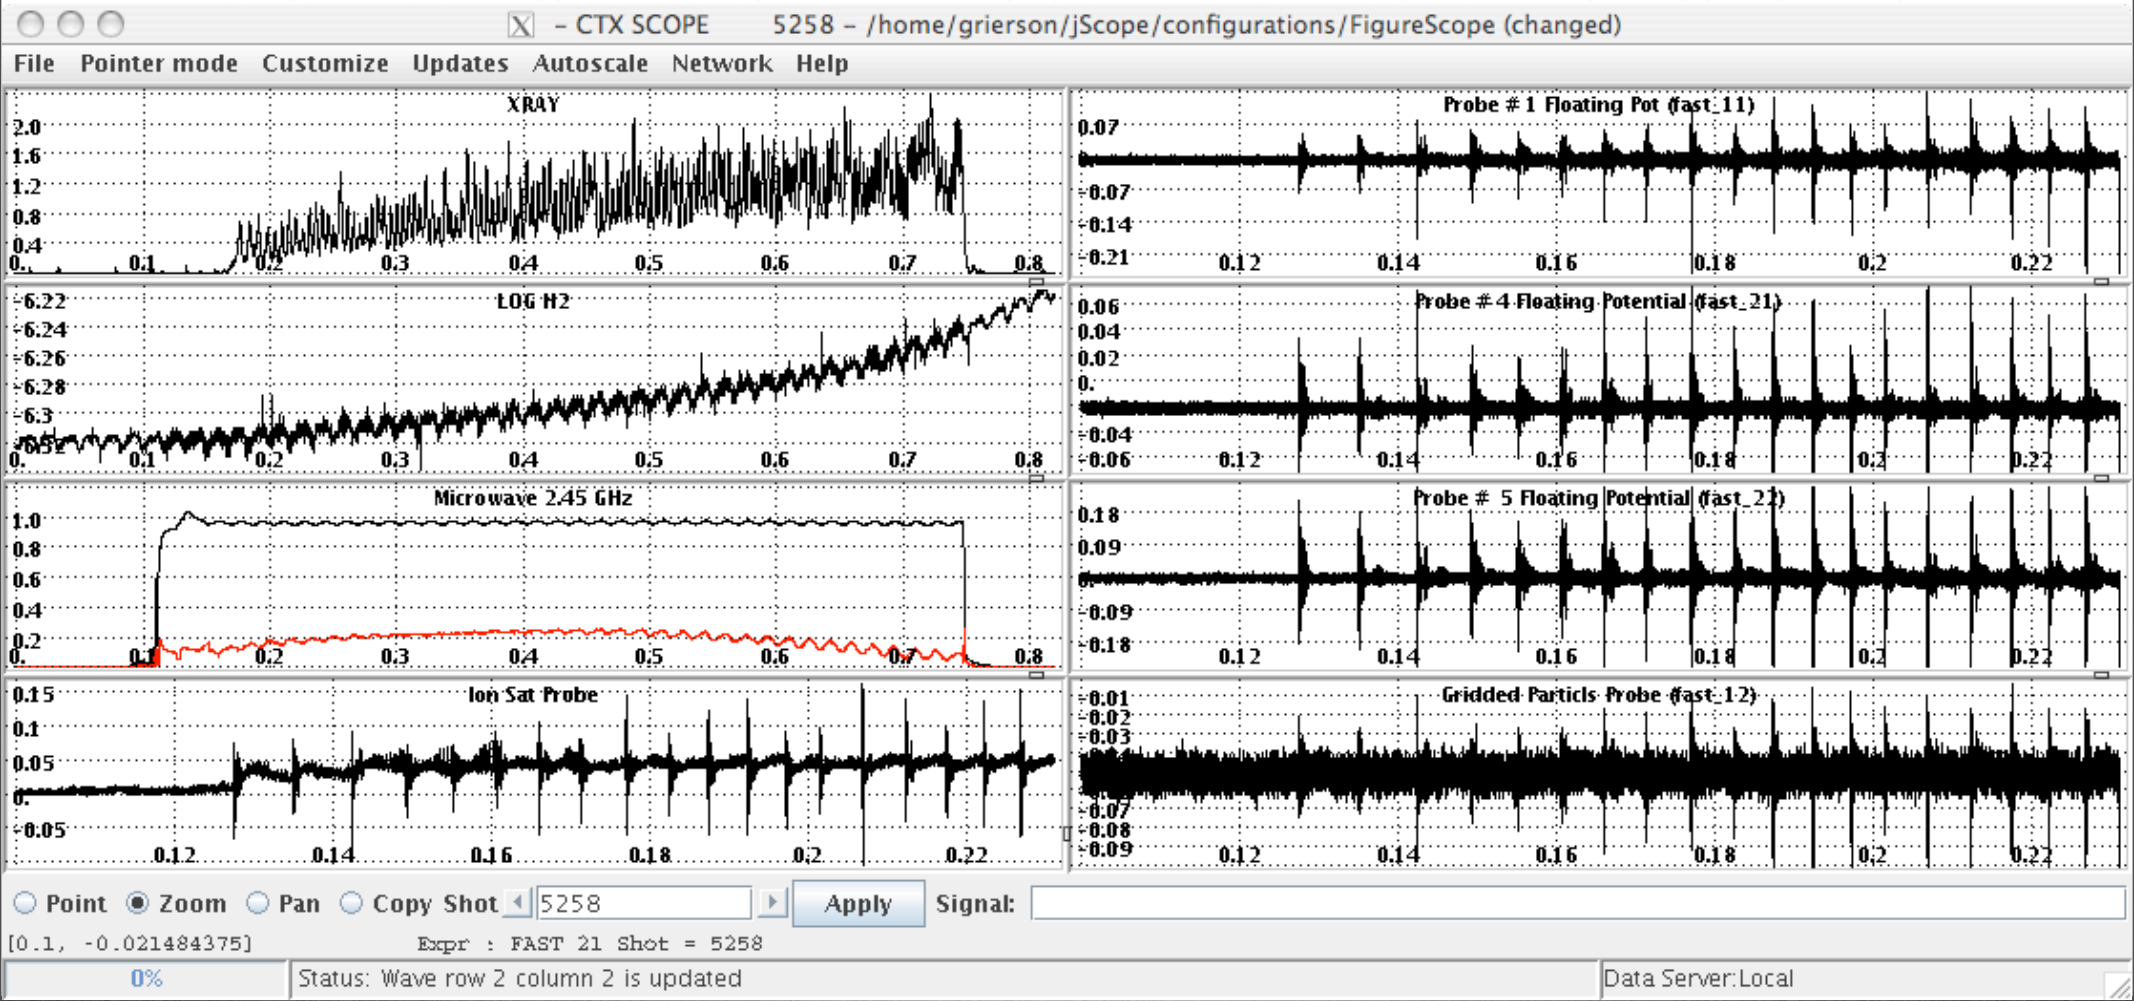 X – CTX SCOPE 5258 – /home/grierson/jScope/configurations/FigureScope (changed)
File Pointer mode Customize Updates Autoscale Network Help
XRAY
2.0
1.6
1.2
0.8
0.4
0. 0.1 0.2 0.3 0.4 0.5 0.6 0.7 0.8
Probe # 1 Floating Pot (fast_11)
0.07
-0.07
-0.14
-0.21
0.12 0.14 0.16 0.18 0.2 0.22
LOG H2
-6.22
-6.24
-6.26
-6.28
-6.3
0. 0.1 0.2 0.3 0.4 0.5 0.6 0.7 0.8
Probe # 4 Floating Potential (fast_21)
0.06
0.04
0.02
0.
-0.04
-0.06
0.12 0.14 0.16 0.18 0.2 0.22
Microwave 2.45 GHz
1.0
0.8
0.6
0.4
0.2
0. 0.1 0.2 0.3 0.4 0.5 0.6 0.7 0.8
Probe # 5 Floating Potential (fast_22)
0.18
0.09
-0.09
-0.18
0.12 0.14 0.16 0.18 0.2 0.22
Ion Sat Probe
0.15
0.1
0.05
0.
-0.05
0.12 0.14 0.16 0.18 0.2 0.22
Gridded Particls Probe (fast_12)
-0.01
-0.02
-0.03
-0.07
-0.08
-0.09
0.12 0.14 0.16 0.18 0.2 0.22
Point Zoom Pan Copy Shot 5258 Apply Signal:
[0.1, -0.021484375] Expr : FAST 21 Shot = 5258
0% Status: Wave row 2 column 2 is updated Data Server:Local